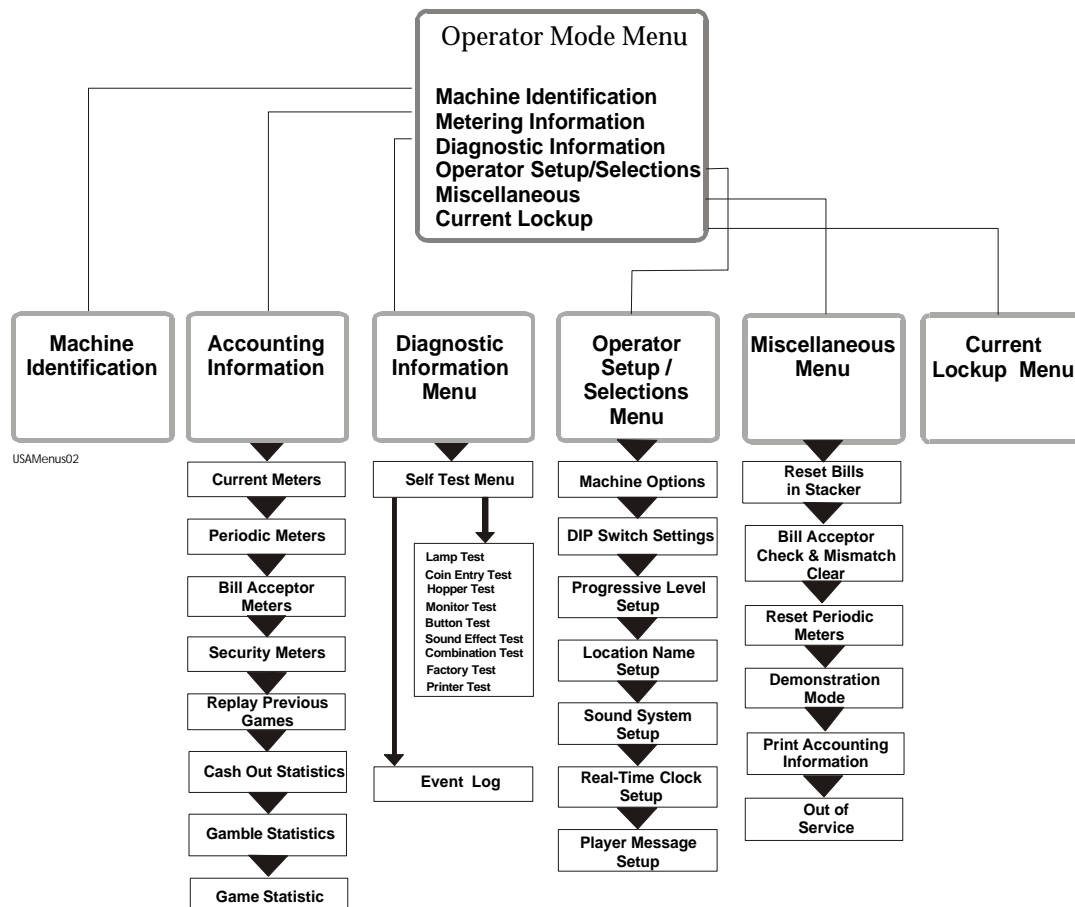 Operator Mode Menu
Machine Identification
Metering Information
Diagnostic Information
Operator Setup/Selections
Miscellaneous
Current Lockup
Machine
Identification
Accounting
Information
Diagnostic
Information
Menu
Operator
Setup /
Selections
Menu
Miscellaneous
Menu
Current
Lockup Menu
USAMenus02
Current Meters
Periodic Meters
Bill Acceptor
Meters
Security Meters
Replay Previous
Games
Cash Out Statistics
Gamble Statistics
Game Statistic
Self Test Menu
Lamp Test
Coin Entry Test
Hopper Test
Monitor Test
Button Test
Sound Effect Test
Combination Test
Factory Test
Printer Test
Event Log
Machine Options
DIP Switch Settings
Progressive Level
Setup
Location Name
Setup
Sound System
Setup
Real-Time Clock
Setup
Player Message
Setup
Reset Bills
in Stacker
Bill Acceptor
Check & Mismatch
Clear
Reset Periodic
Meters
Demonstration
Mode
Print Accounting
Information
Out of
Service